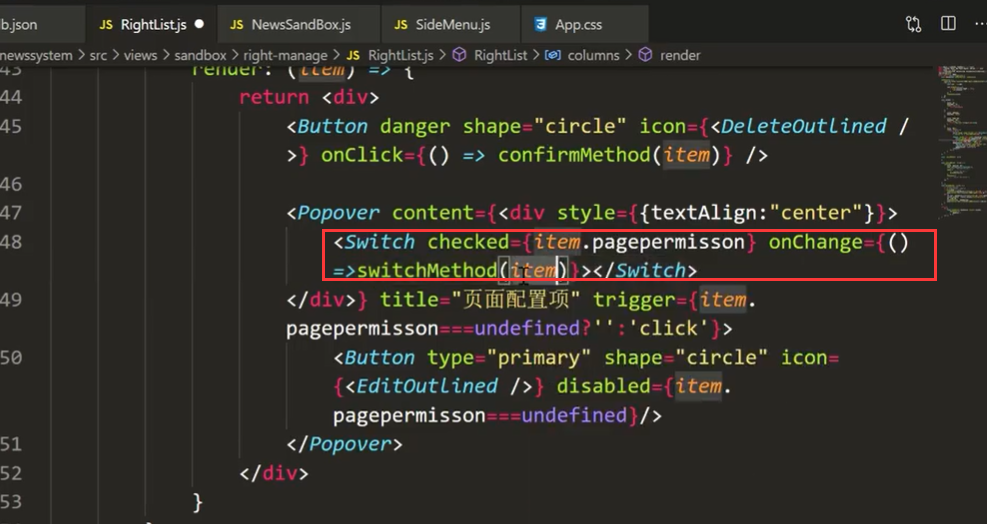 b.json JS RightList.js JS NewsSandBox.js JS SideMenu.js App.css
newssystem > src > views > sandbox > right-manage > JS RightList.js > RightList > columns > render
43 render: (item) => {
44 return <div>
45 <Button danger shape="circle" icon={<DeleteOutlined /
>} onClick={() => confirmMethod(item)} />
46
47 <Popover content={<div style={{textAlign:"center"}}>
48 <Switch checked={item.pagepermisson} onChange={()
=>switchMethod(item)}></Switch>
49 </div>} title="页面配置项" trigger={item.
pagepermisson===undefined?'':'click'}>
50 <Button type="primary" shape="circle" icon=
{<EditOutlined />} disabled={item.
pagepermisson===undefined}/>
51 </Popover>
52 </div>
53 }